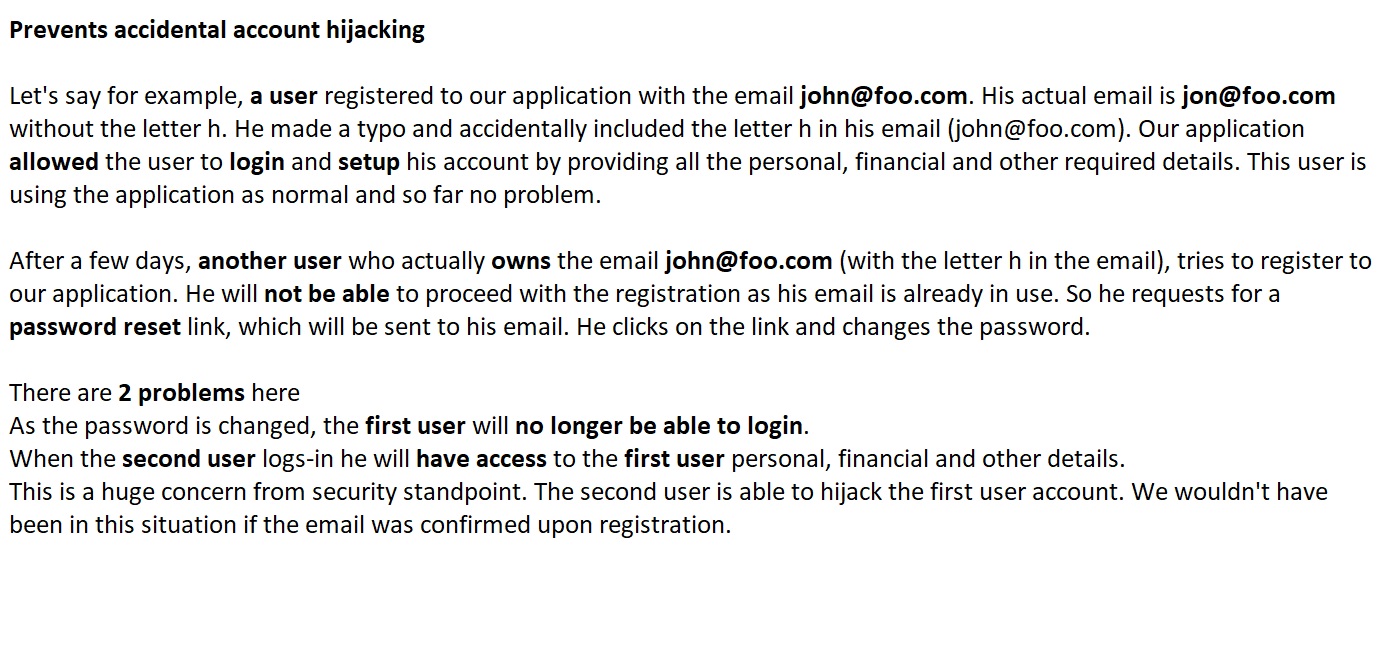 Prevents accidental account hijacking
Let's say for example, a user registered to our application with the email john@foo.com. His actual email is jon@foo.com
without the letter h. He made a typo and accidentally included the letter h in his email (john@foo.com). Our application
allowed the user to login and setup his account by providing all the personal, financial and other required details. This user is
using the application as normal and so far no problem.
After a few days, another user who actually owns the email john@foo.com (with the letter h in the email), tries to register to
our application. He will not be able to proceed with the registration as his email is already in use. So he requests for a
password reset link, which will be sent to his email. He clicks on the link and changes the password.
There are 2 problems here
As the password is changed, the first user will no longer be able to login.
When the second user logs-in he will have access to the first user personal, financial and other details.
This is a huge concern from security standpoint. The second user is able to hijack the first user account. We wouldn't have
been in this situation if the email was confirmed upon registration.